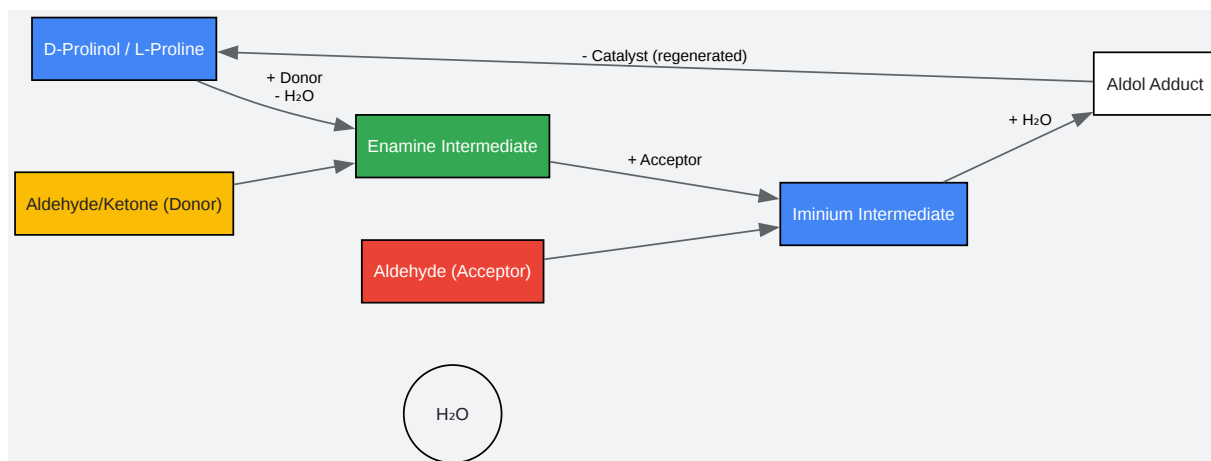 D-Prolinol / L-Proline
- Catalyst (regenerated)
Aldol Adduct
+ Donor
- H₂O
+ H₂O
Enamine Intermediate
+ Acceptor
Aldehyde/Ketone (Donor)
Iminium Intermediate
Aldehyde (Acceptor)
H₂O